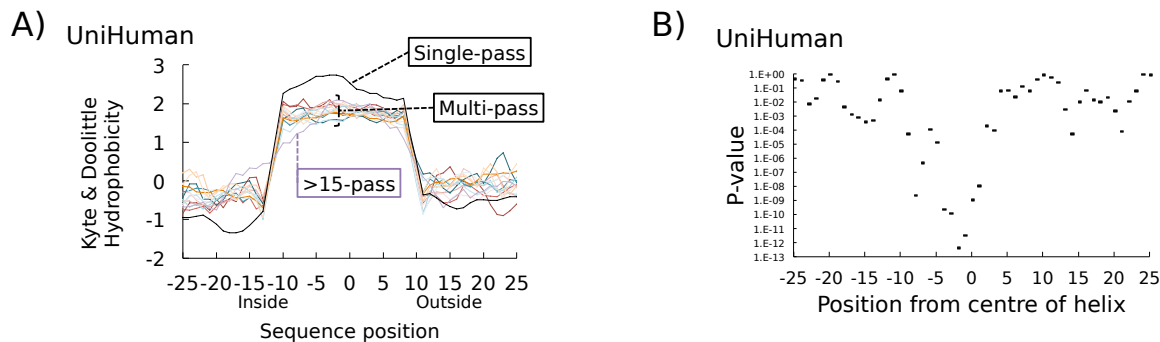 A)
UniHuman
Kyte & Doolittle
Hydrophobicity
3
2
1
0
-1
-2
Single-pass
Multi-pass
>15-pass
-25 -20 -15 -10 -5 0 5 10 15 20 25
Inside Outside
Sequence position
B)
UniHuman
P-value
1.E+00
1.E-01
1.E-02
1.E-03
1.E-04
1.E-05
1.E-06
1.E-07
1.E-08
1.E-09
1.E-10
1.E-11
1.E-12
1.E-13
-25 -20 -15 -10 -5 0 5 10 15 20 25
Position from centre of helix